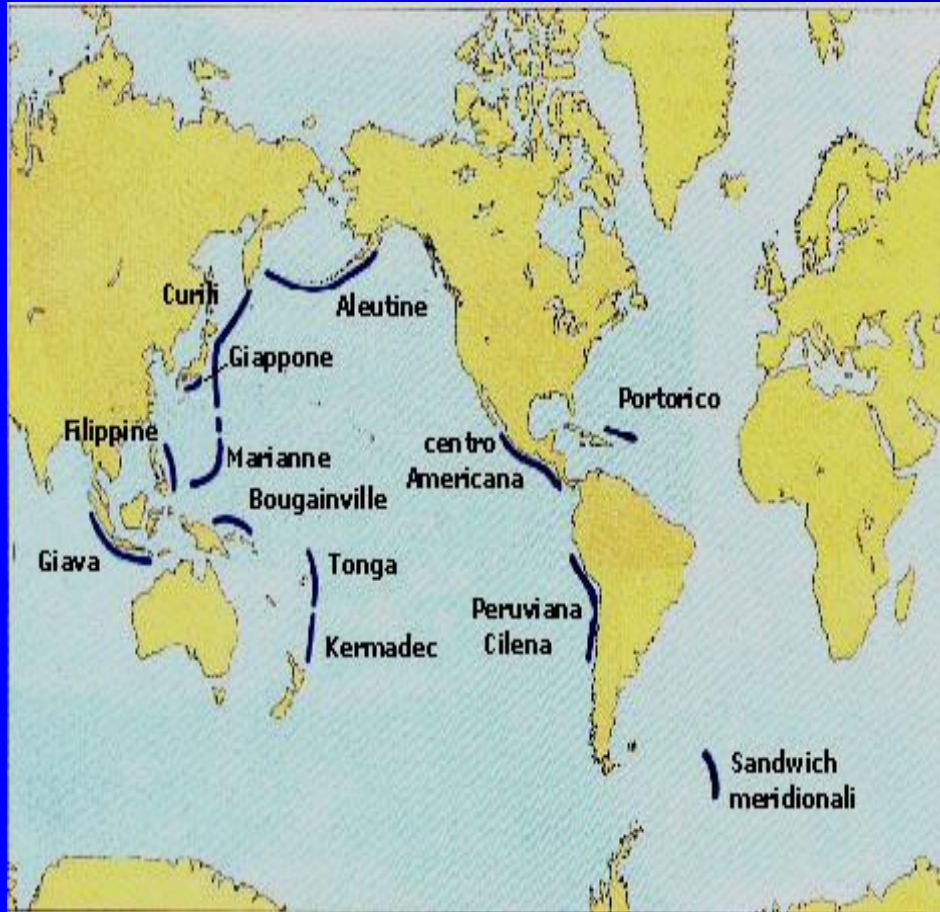 Curili
Aleutine
Giappone
Portorico
Filippine
Marianne
centro
Americana
Bougainville
Giava
Tonga
Peruviana
Cilena
Kermadec
Sandwich
meridionali